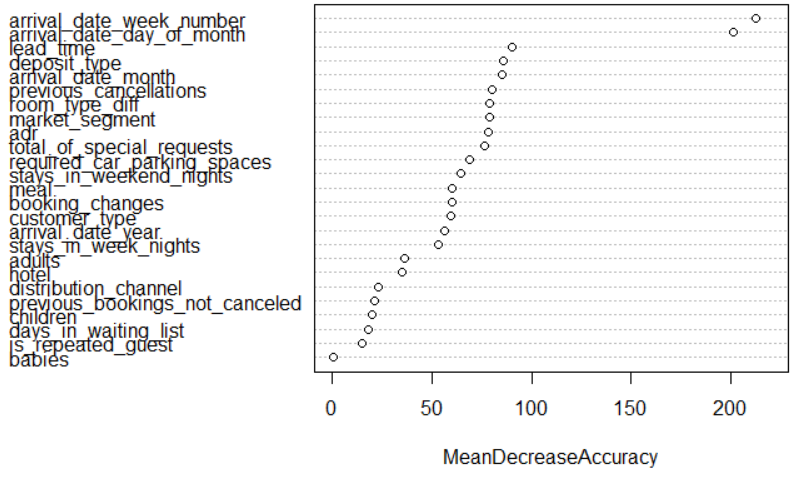 arrival_date_week_number
arrival_date_day_of_month
lead_time
deposit_type
arrival_date_month
previous_cancellations
room_type_diff
market_segment
adr
total_of_special_requests
required_car_parking_spaces
stays_in_weekend_nights
meal
booking_changes
customer_type
arrival_date_year
stays_in_week_nights
adults
hotel
distribution_channel
previous_bookings_not_canceled
children
days_in_waiting_list
is_repeated_guest
babies
0 50 100 150 200
MeanDecreaseAccuracy